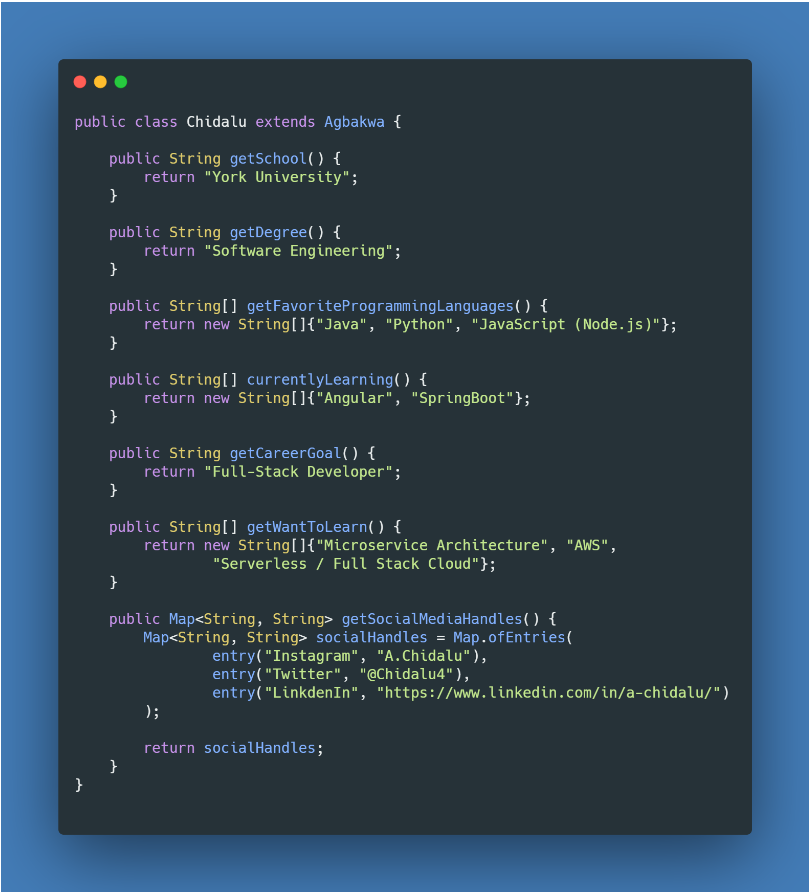 public class Chidalu extends Agbakwa {
    public String getSchool() {
        return "York University";
    }
    public String getDegree() {
        return "Software Engineering";
    }
    public String[] getFavoriteProgrammingLanguages() {
        return new String[]{"Java", "Python", "JavaScript (Node.js)"};
    }
    public String[] currentlyLearning() {
        return new String[]{"Angular", "SpringBoot"};
    }
    public String getCareerGoal() {
        return "Full-Stack Developer";
    }
    public String[] getWantToLearn() {
        return new String[]{"Microservice Architecture", "AWS",
                "Serverless / Full Stack Cloud"};
    }
    public Map<String, String> getSocialMediaHandles() {
        Map<String, String> socialHandles = Map.ofEntries(
                entry("Instagram", "A.Chidalu"),
                entry("Twitter", "@Chidalu4"),
                entry("LinkdenIn", "https://www.linkedin.com/in/a-chidalu/")
        );
        return socialHandles;
    }
}